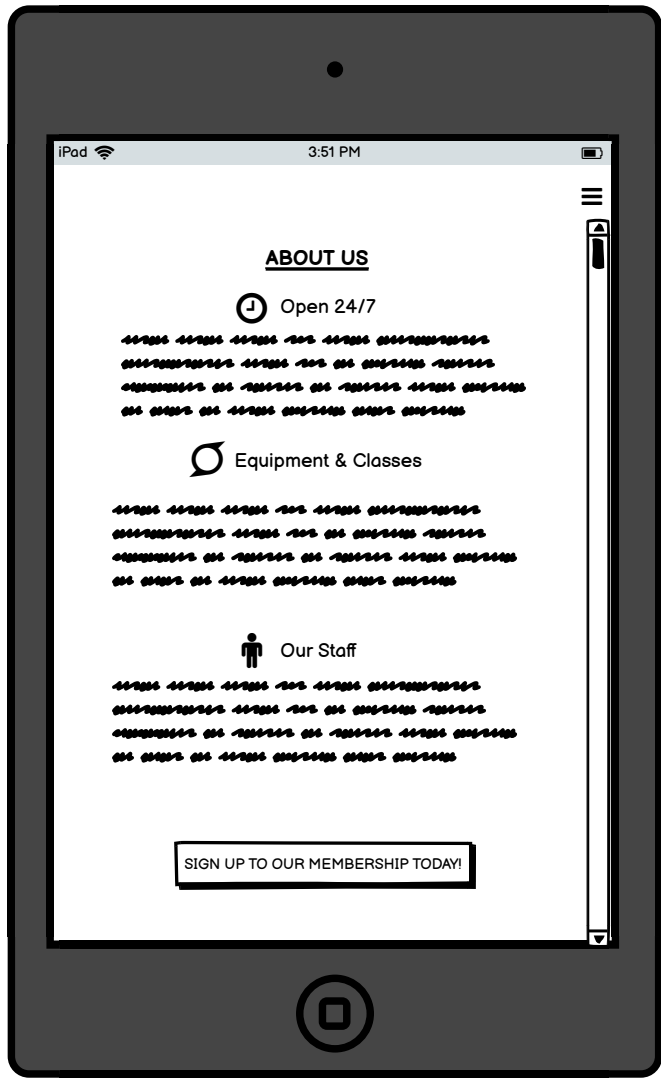 iPad 3:51 PM
ABOUT US
Open 24/7
Equipment & Classes
Our Staff
SIGN UP TO OUR MEMBERSHIP TODAY!